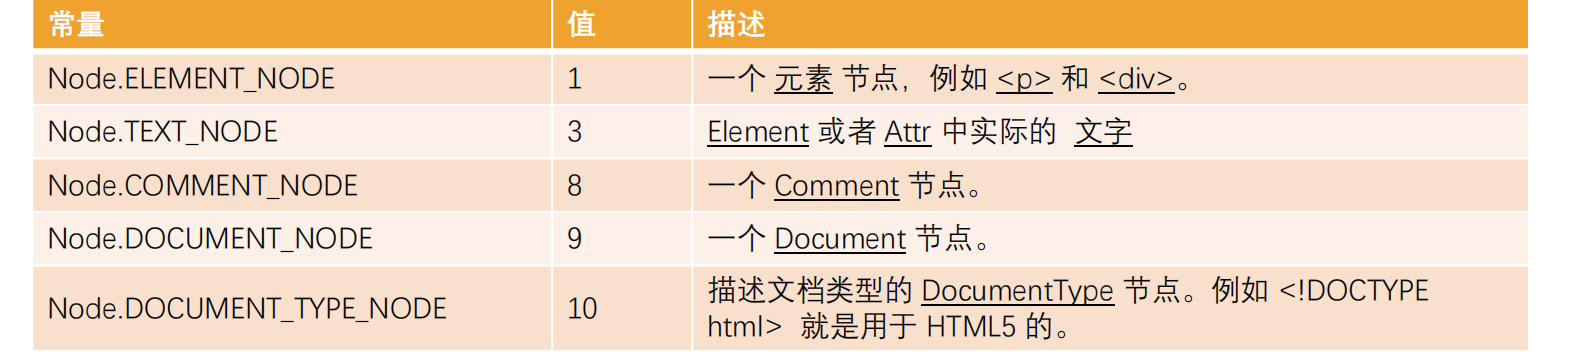 常量 值 描述
Node.ELEMENT_NODE 1 一个 元素 节点，例如 <p> 和 <div>。
Node.TEXT_NODE 3 Element 或者 Attr 中实际的 文字
Node.COMMENT_NODE 8 一个 Comment 节点。
Node.DOCUMENT_NODE 9 一个 Document 节点。
Node.DOCUMENT_TYPE_NODE 10 描述文档类型的 DocumentType 节点。例如 <!DOCTYPE
html> 就是用于 HTML5 的。